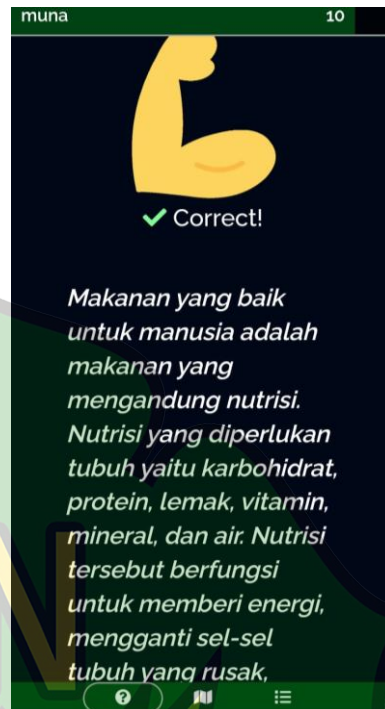 muna 10
Correct!
Makanan yang baik
untuk manusia adalah
makanan yang
mengandung nutrisi.
Nutrisi yang diperlukan
tubuh yaitu karbohidrat,
protein, lemak, vitamin,
mineral, dan air. Nutrisi
tersebut berfungsi
untuk memberi energi,
mengganti sel-sel
tubuh yang rusak,